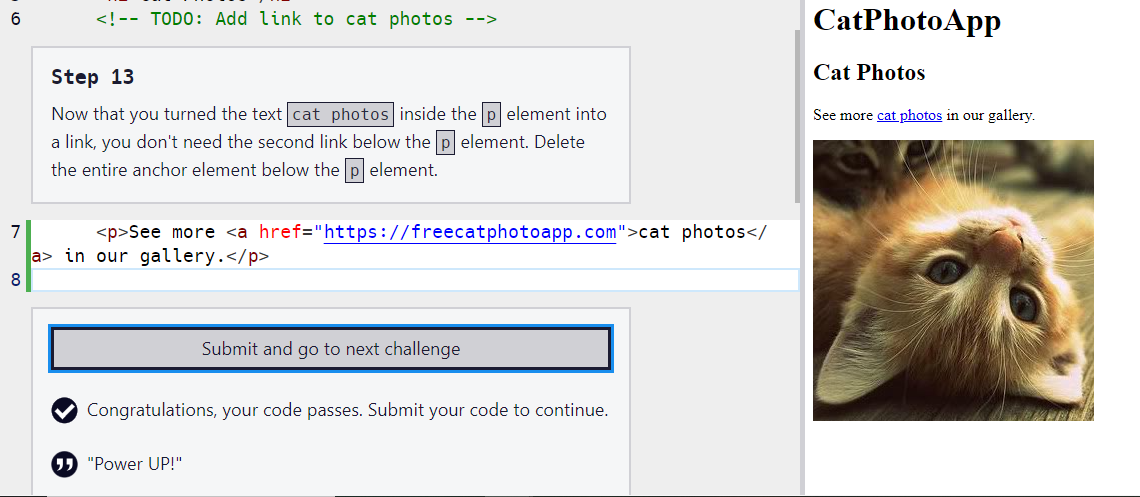 6 <!-- TODO: Add link to cat photos -->
Step 13
Now that you turned the text cat photos inside the p element into
a link, you don't need the second link below the p element. Delete
the entire anchor element below the p element.
7 <p>See more <a href="https://freecatphotoapp.com">cat photos</
a> in our gallery.</p>
8
Submit and go to next challenge
Congratulations, your code passes. Submit your code to continue.
"Power UP!"
CatPhotoApp
Cat Photos
See more cat photos in our gallery.